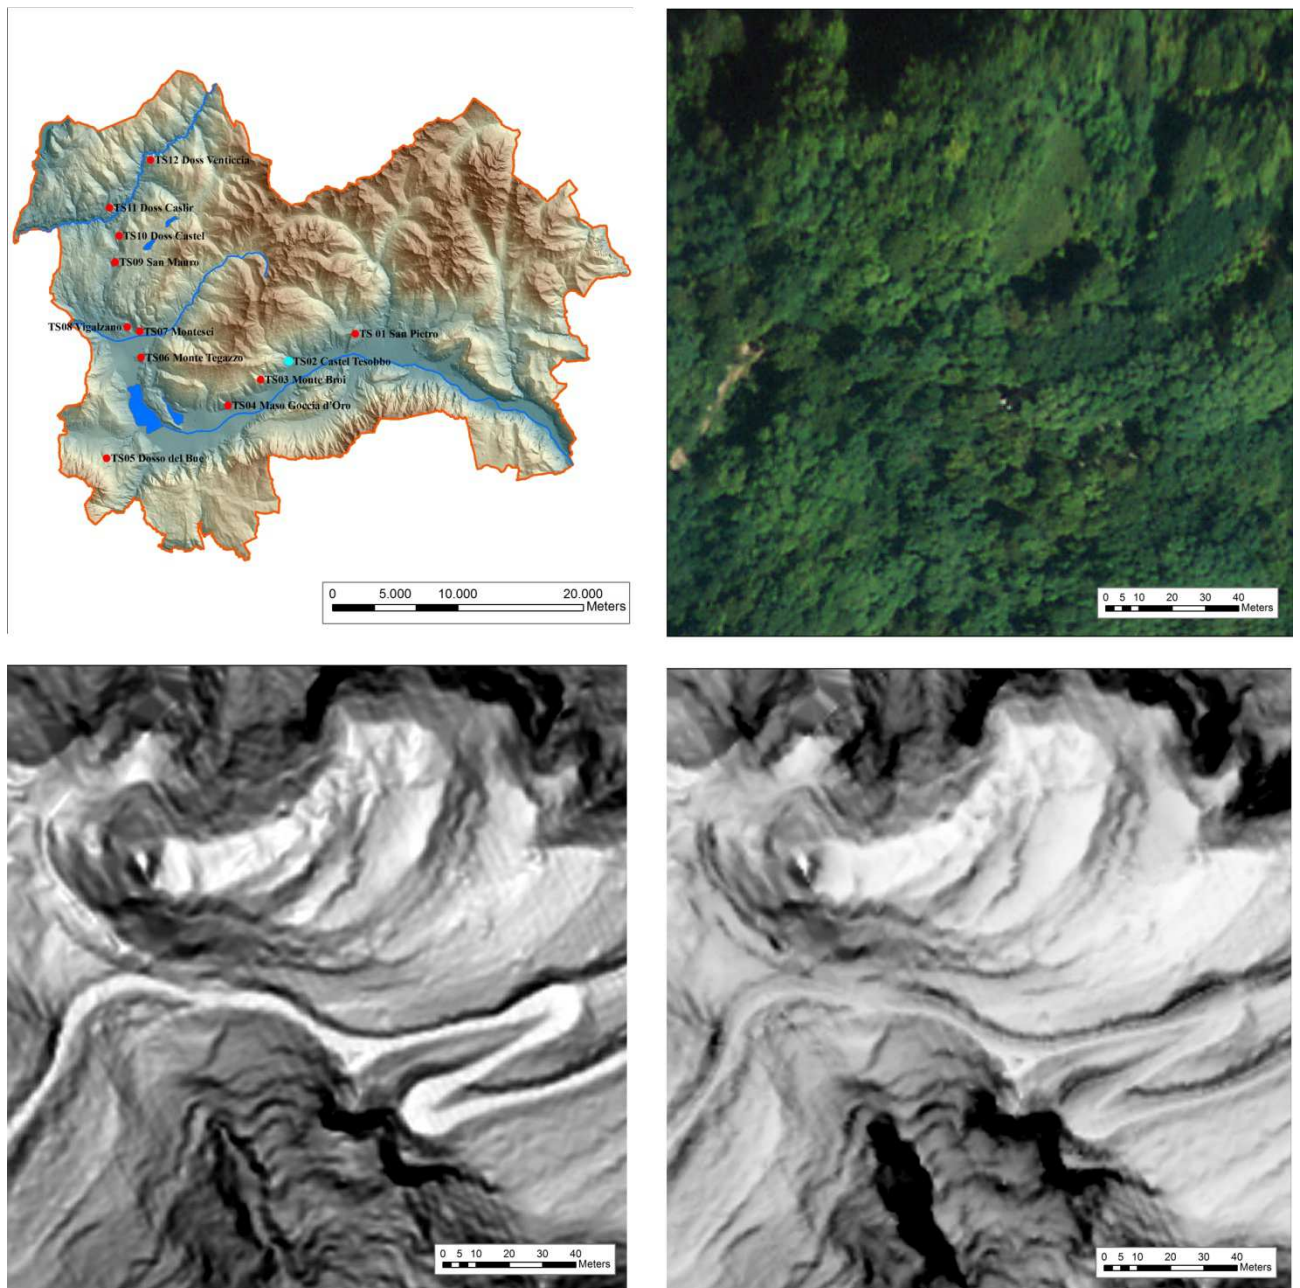 TS12 Doss Venticcia
TS11 Doss Caslir
TS10 Doss Castel
TS09 San Mauro
TS08 Vigalzano
TS07 Montesei
TS 01 San Pietro
TS06 Monte Tegazzo
TS02 Castel Tesobbo
TS03 Monte Broi
TS04 Maso Goccia d'Oro
TS05 Dosso del Bue
0 5.000 10.000 20.000
Meters
0 5 10 20 30 40
Meters
0 5 10 20 30 40
Meters
0 5 10 20 30 40
Meters